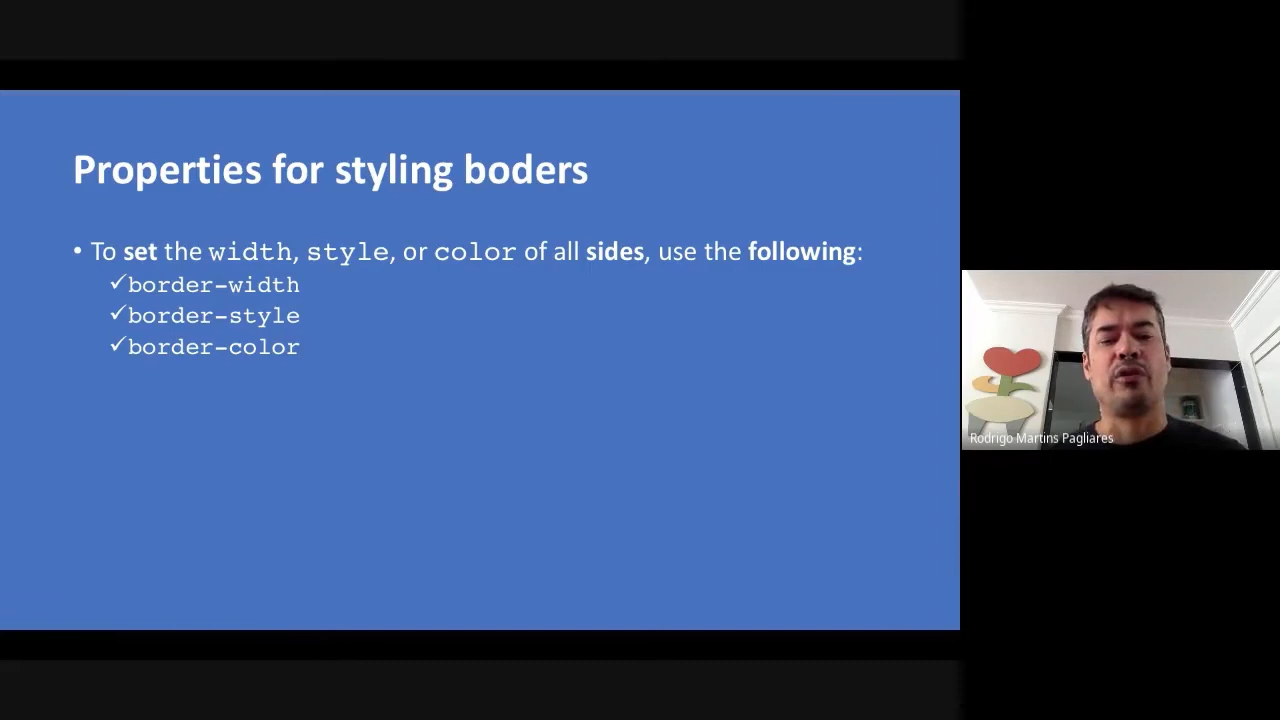 Properties for styling boders
• To set the width, style, or color of all sides, use the following:
✓border-width
✓border-style
✓border-color
Rodrigo Martins Pagliares